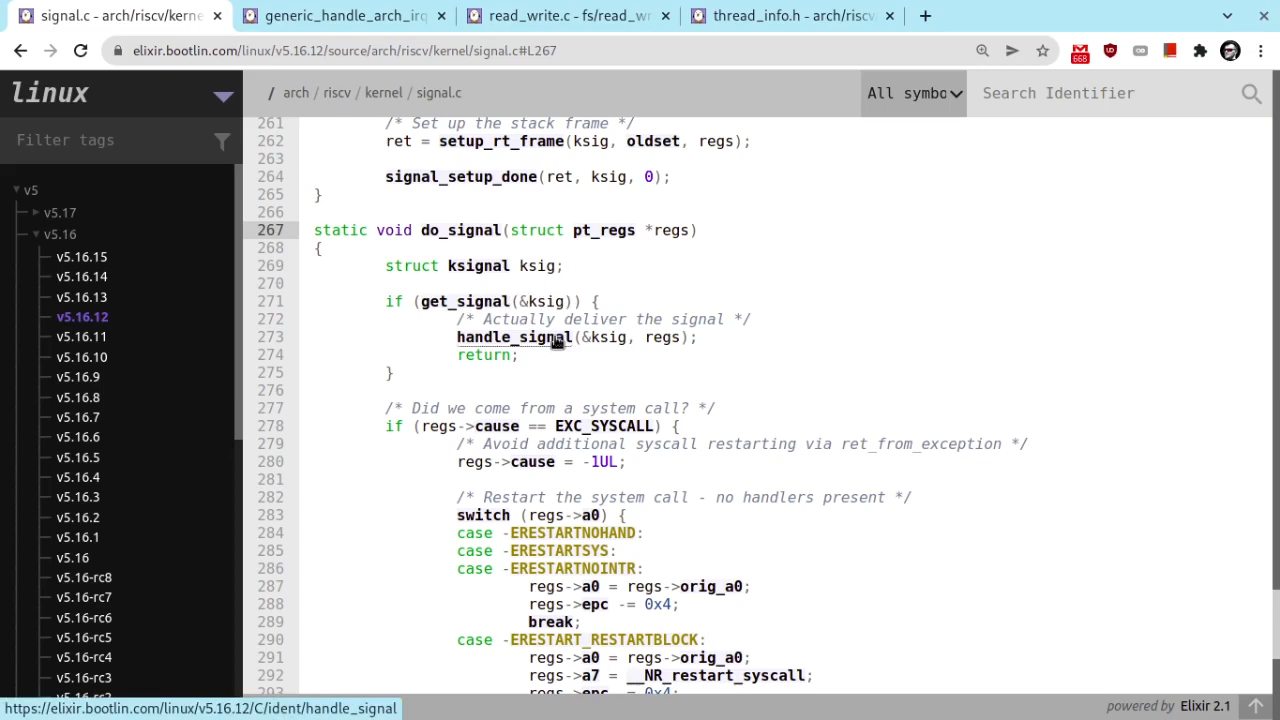 signal.c - arch/riscv/kerne
generic_handle_arch_irq
read_write.c - fs/read_wr
thread_info.h - arch/riscv
elixir.bootlin.com/linux/v5.16.12/source/arch/riscv/kernel/signal.c#L267
668
linux
/ arch / riscv / kernel / signal.c
All symbo
Search Identifier
Filter tags
v5
v5.17
v5.16
v5.16.15
v5.16.14
v5.16.13
v5.16.12
v5.16.11
v5.16.10
v5.16.9
v5.16.8
v5.16.7
v5.16.6
v5.16.5
v5.16.4
v5.16.3
v5.16.2
v5.16.1
v5.16
v5.16-rc8
v5.16-rc7
v5.16-rc6
v5.16-rc5
v5.16-rc4
v5.16-rc3
v5.16-rc2
261 /* Set up the stack frame */
262 ret = setup_rt_frame(ksig, oldset, regs);
263
264 signal_setup_done(ret, ksig, 0);
265 }
266
267 static void do_signal(struct pt_regs *regs)
268 {
269 struct ksignal ksig;
270
271 if (get_signal(&ksig)) {
272 /* Actually deliver the signal */
273 handle_signal(&ksig, regs);
274 return;
275 }
276
277 /* Did we come from a system call? */
278 if (regs->cause == EXC_SYSCALL) {
279 /* Avoid additional syscall restarting via ret_from_exception */
280 regs->cause = -1UL;
281
282 /* Restart the system call - no handlers present */
283 switch (regs->a0) {
284 case -ERESTARTNOHAND:
285 case -ERESTARTSYS:
286 case -ERESTARTNOINTR:
287 regs->a0 = regs->orig_a0;
288 regs->epc -= 0x4;
289 break;
290 case -ERESTART_RESTARTBLOCK:
291 regs->a0 = regs->orig_a0;
292 regs->a7 = __NR_restart_syscall;
293 regs->epc -= 0x4;
https://elixir.bootlin.com/linux/v5.16.12/C/ident/handle_signal
powered by Elixir 2.1